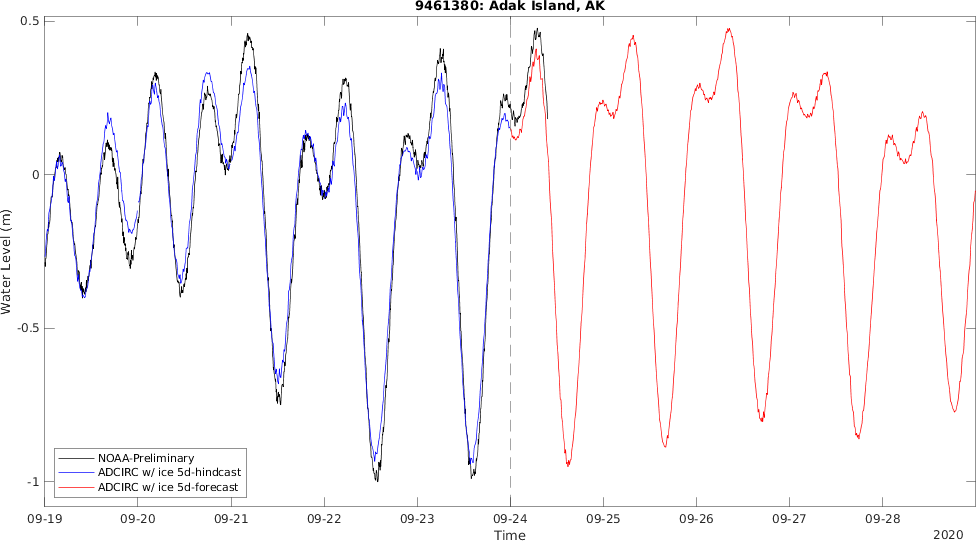 9461380: Adak Island, AK
0.5
0
-0.5
-1
Water Level (m)
NOAA-Preliminary
ADCIRC w/ ice 5d-hindcast
ADCIRC w/ ice 5d-forecast
09-19 09-20 09-21 09-22 09-23 09-24 09-25 09-26 09-27 09-28
Time
2020